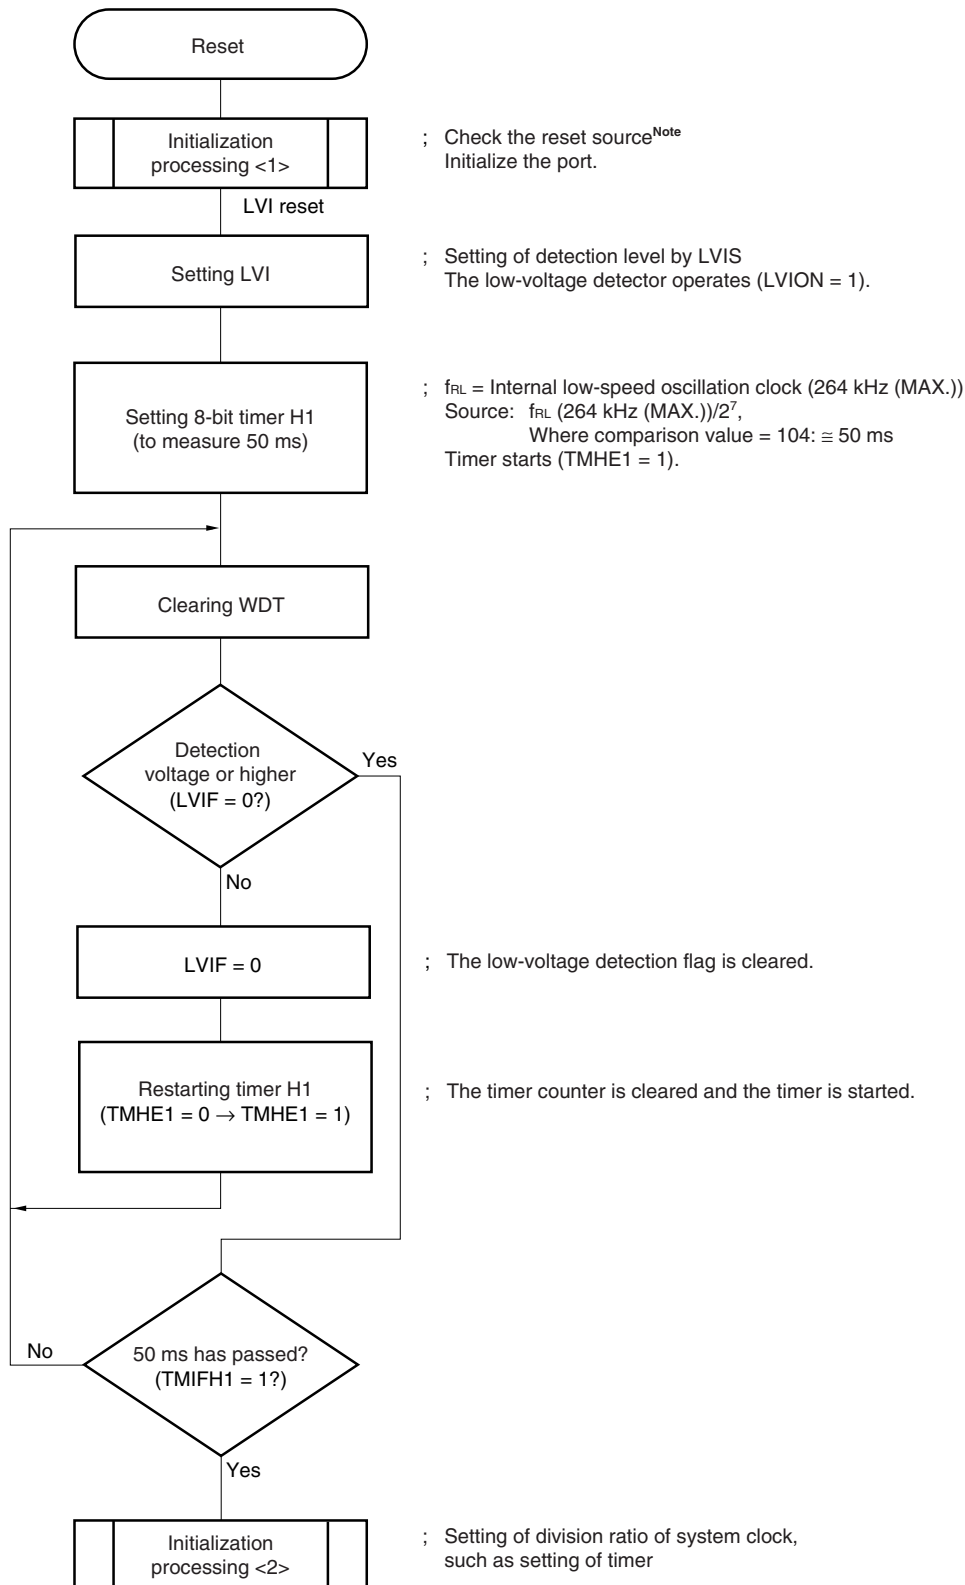 Reset
Initialization
processing <1>
; Check the reset source^Note
Initialize the port.
LVI reset
Setting LVI
; Setting of detection level by LVIS
The low-voltage detector operates (LVION = 1).
Setting 8-bit timer H1
(to measure 50 ms)
; fRL = Internal low-speed oscillation clock (264 kHz (MAX.))
Source: fRL (264 kHz (MAX.))/2^7,
Where comparison value = 104: ≅ 50 ms
Timer starts (TMHE1 = 1).
Clearing WDT
Detection
voltage or higher
(LVIF = 0?)
Yes
No
LVIF = 0
; The low-voltage detection flag is cleared.
Restarting timer H1
(TMHE1 = 0 → TMHE1 = 1)
; The timer counter is cleared and the timer is started.
No
50 ms has passed?
(TMIFH1 = 1?)
Yes
Initialization
processing <2>
; Setting of division ratio of system clock,
such as setting of timer